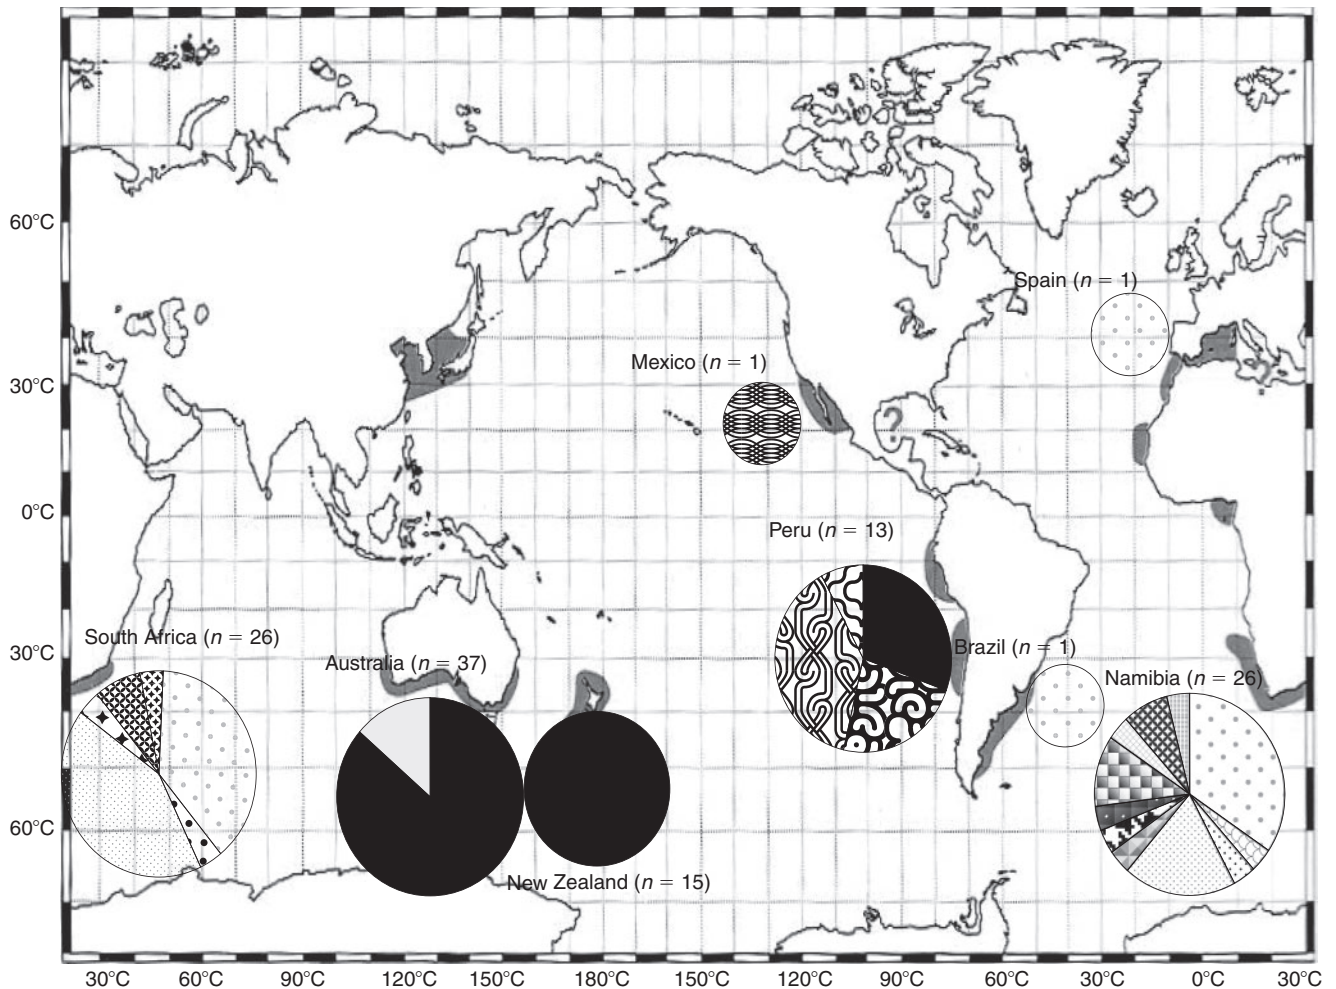 60°C
Spain (n = 1)
Mexico (n = 1)
30°C
?
0°C
Peru (n = 13)
South Africa (n = 26)
30°C
Australia (n = 37)
Brazil (n = 1)
Namibia (n = 26)
60°C
New Zealand (n = 15)
30°C 60°C 90°C 120°C 150°C 180°C 150°C 120°C 90°C 60°C 30°C 0°C 30°C